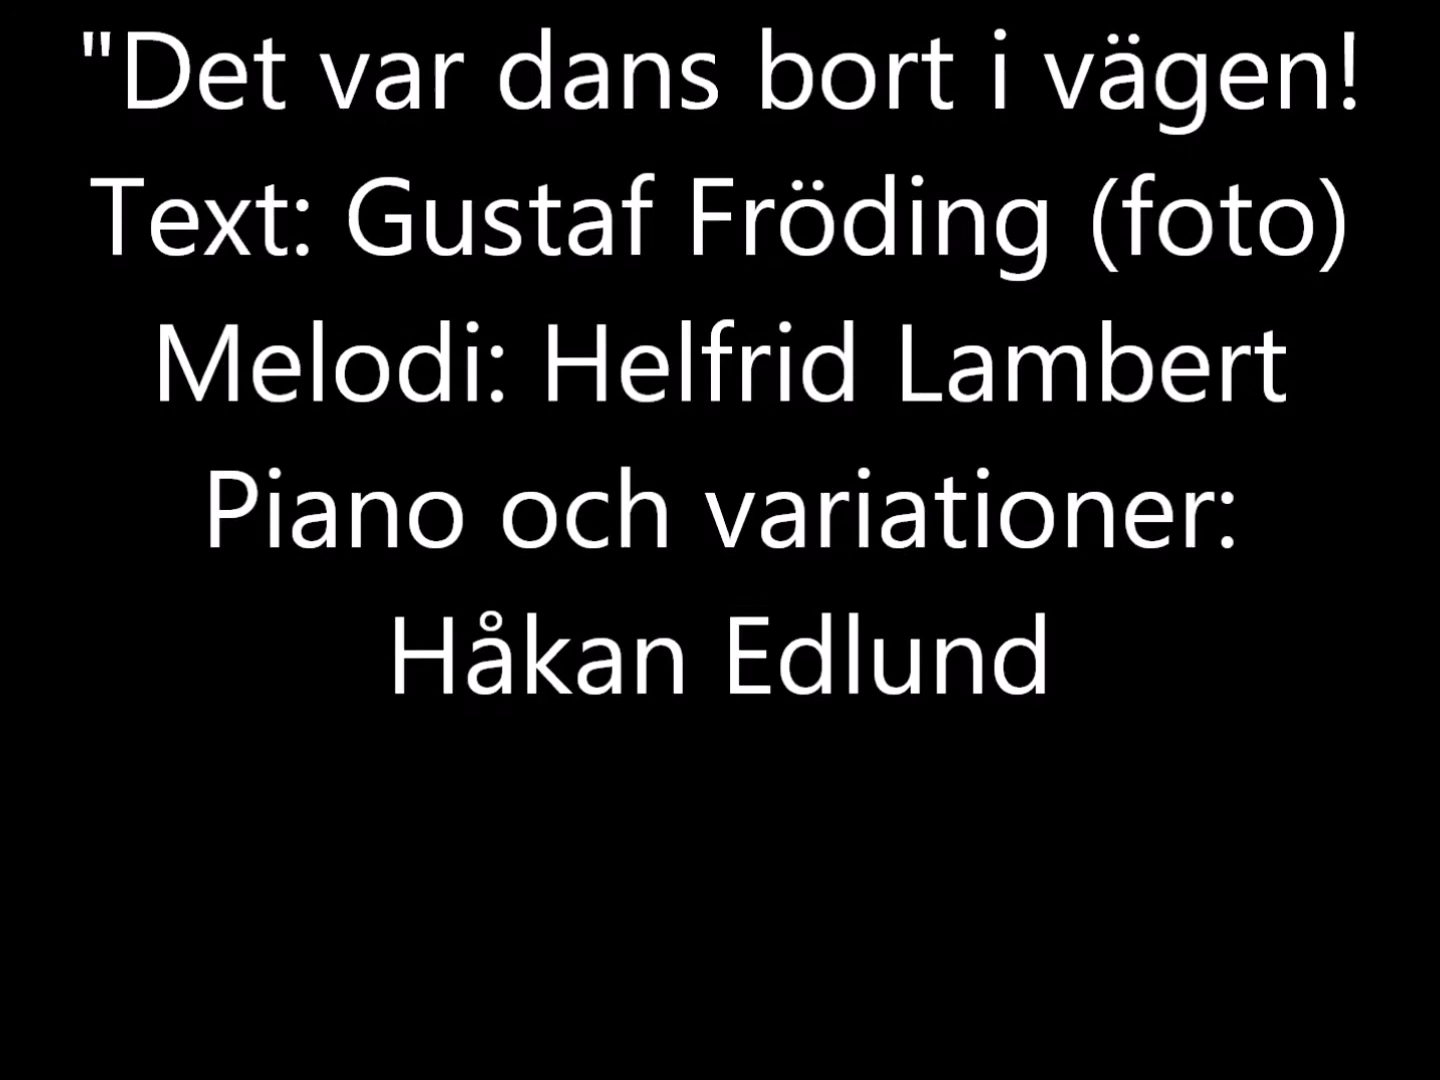 "Det var dans bort i vägen!
Text: Gustaf Fröding (foto)
Melodi: Helfrid Lambert
Piano och variationer:
Håkan Edlund